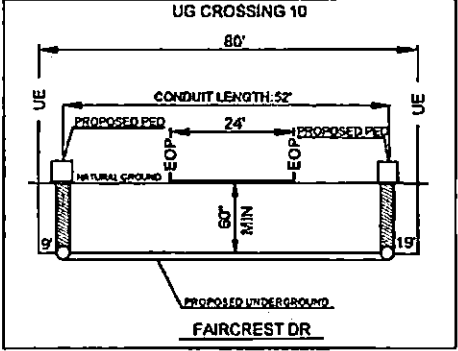 UG CROSSING 10
80'
UE
UE
CONDUIT LENGTH:52'
PROPOSED PED
24'
PROPOSED PED
EOP
EOP
NATURAL GROUND
60"
MIN
9'
19'
PROPOSED UNDERGROUND
FAIRCREST DR